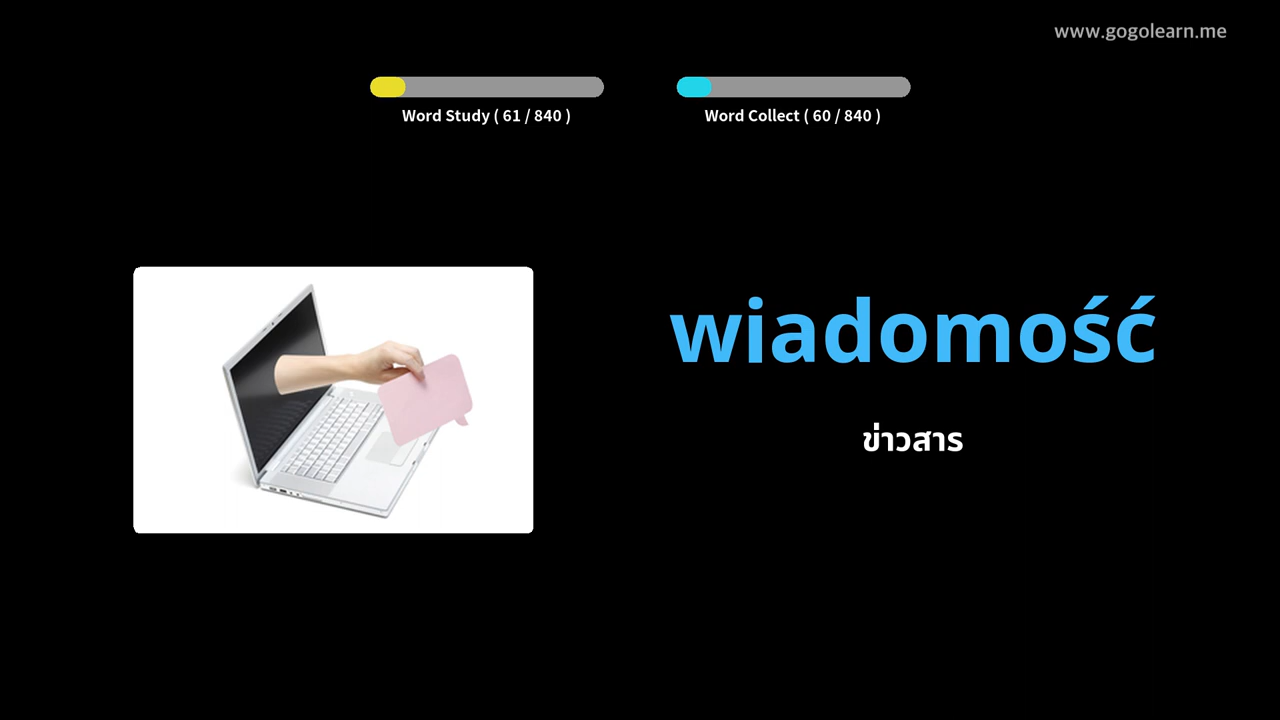 www.gogolearn.me
Word Study ( 61 / 840 )
Word Collect ( 60 / 840 )
wiadomość
ข่าวสาร